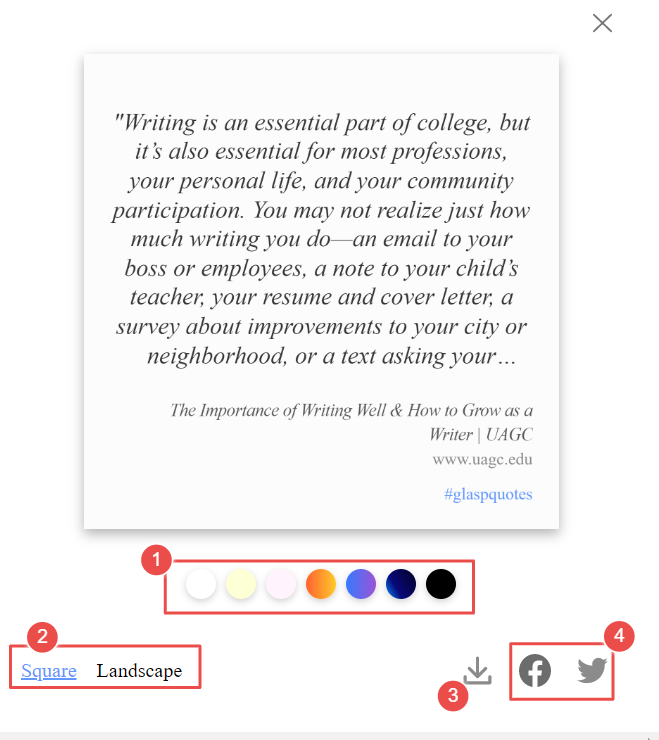 "Writing is an essential part of college, but
it’s also essential for most professions,
your personal life, and your community
participation. You may not realize just how
much writing you do—an email to your
boss or employees, a note to your child’s
teacher, your resume and cover letter, a
survey about improvements to your city or
neighborhood, or a text asking your…
The Importance of Writing Well & How to Grow as a
Writer | UAGC
www.uagc.edu
#glaspquotes
1
2
Square Landscape
3
4